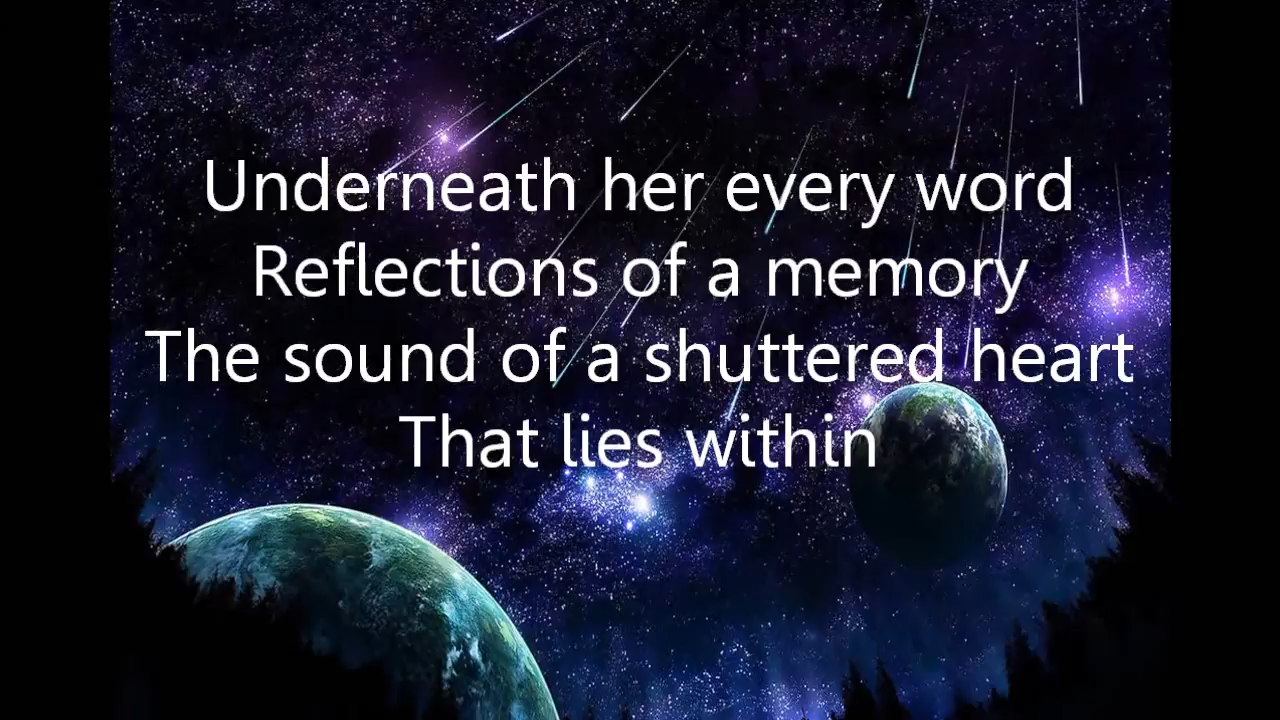 Underneath her every word
Reflections of a memory
The sound of a shuttered heart
That lies within